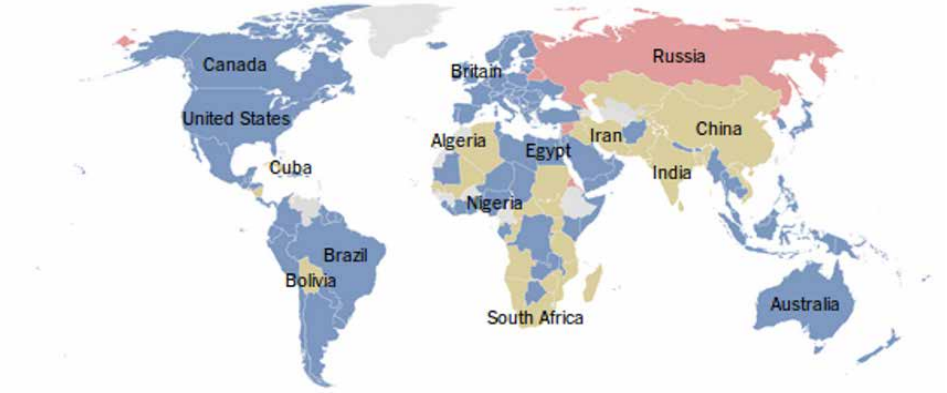 Canada
Russia
Britain
United States
China
Iran
Algeria
Egypt
Cuba
India
Nigeria
Brazil
Bolivia
Australia
South Africa